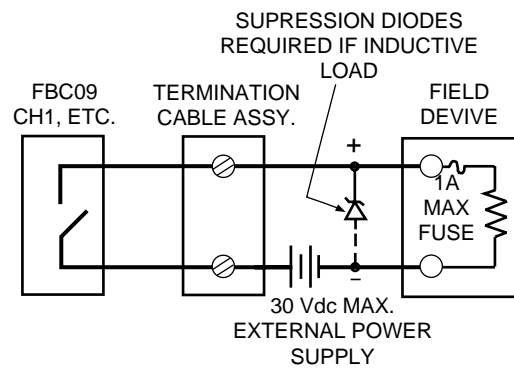 SUPRESSION DIODES
REQUIRED IF INDUCTIVE
LOAD
FBC09
CH1, ETC.
TERMINATION
CABLE ASSY.
FIELD
DEVIVE
+
1A
MAX
FUSE
–
30 Vdc MAX.
EXTERNAL POWER
SUPPLY